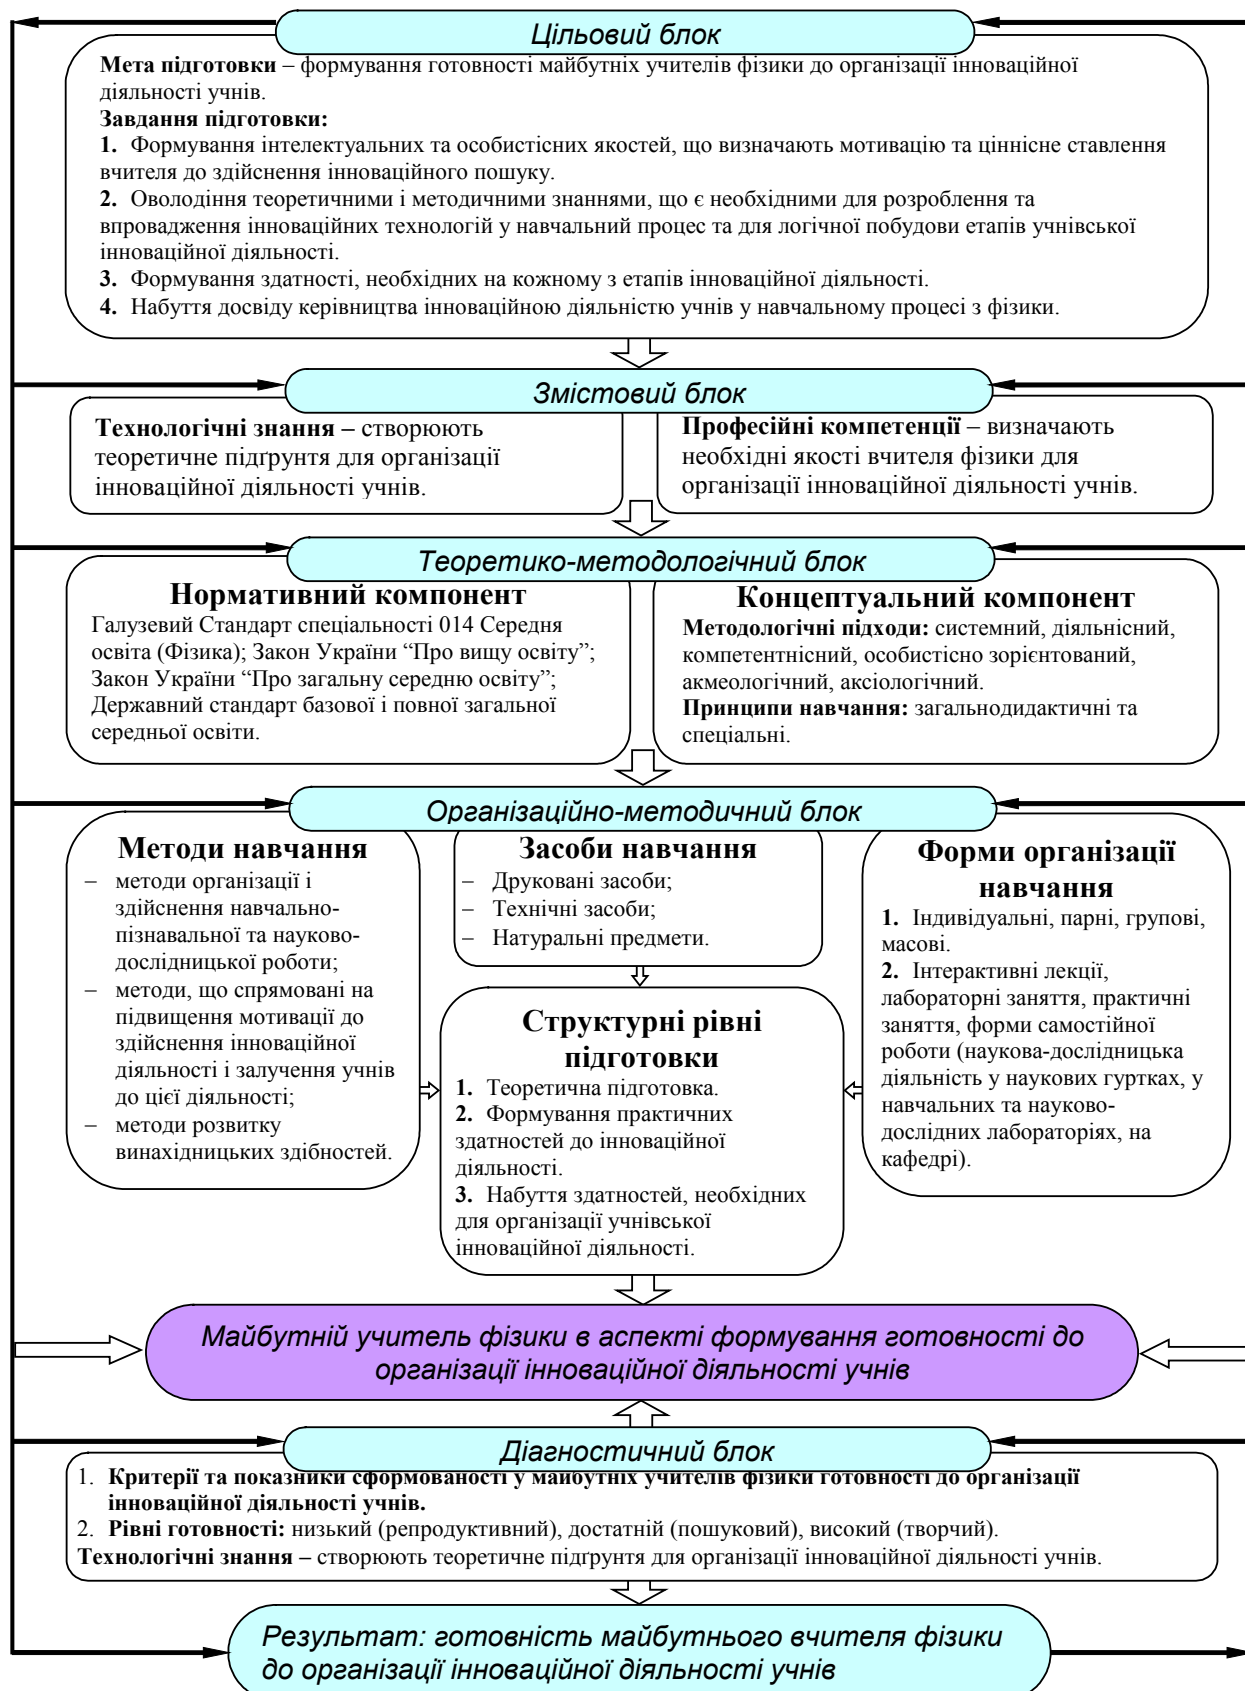 Цільовий блок
Мета підготовки – формування готовності майбутніх учителів фізики до організації інноваційної
діяльності учнів.
Завдання підготовки:
1. Формування інтелектуальних та особистісних якостей, що визначають мотивацію та ціннісне ставлення
вчителя до здійснення інноваційного пошуку.
2. Оволодіння теоретичними і методичними знаннями, що є необхідними для розроблення та
впровадження інноваційних технологій у навчальний процес та для логічної побудови етапів учнівської
інноваційної діяльності.
3. Формування здатності, необхідних на кожному з етапів інноваційної діяльності.
4. Набуття досвіду керівництва інноваційною діяльністю учнів у навчальному процесі з фізики.
Змістовий блок
Технологічні знання – створюють
теоретичне підґрунтя для організації
інноваційної діяльності учнів.
Професійні компетенції – визначають
необхідні якості вчителя фізики для
організації інноваційної діяльності учнів.
Теоретико-методологічний блок
Нормативний компонент
Галузевий Стандарт спеціальності 014 Середня
освіта (Фізика); Закон України “Про вищу освіту”;
Закон України “Про загальну середню освіту”;
Державний стандарт базової і повної загальної
середньої освіти.
Концептуальний компонент
Методологічні підходи: системний, діяльнісний,
компетентнісний, особистісно зорієнтований,
акмеологічний, аксіологічний.
Принципи навчання: загальнодидактичні та
спеціальні.
Організаційно-методичний блок
Методи навчання
– методи організації і
здійснення навчально-
пізнавальної та науково-
дослідницької роботи;
– методи, що спрямовані на
підвищення мотивації до
здійснення інноваційної
діяльності і залучення учнів
до цієї діяльності;
– методи розвитку
винахідницьких здібностей.
Засоби навчання
– Друковані засоби;
– Технічні засоби;
– Натуральні предмети.
Структурні рівні
підготовки
1. Теоретична підготовка.
2. Формування практичних
здатностей до інноваційної
діяльності.
3. Набуття здатностей, необхідних
для організації учнівської
інноваційної діяльності.
Форми організації
навчання
1. Індивідуальні, парні, групові,
масові.
2. Інтерактивні лекції,
лабораторні заняття, практичні
заняття, форми самостійної
роботи (наукова-дослідницька
діяльність у наукових гуртках, у
навчальних та науково-
дослідних лабораторіях, на
кафедрі).
Майбутній учитель фізики в аспекті формування готовності до
організації інноваційної діяльності учнів
Діагностичний блок
1. Критерії та показники сформованості у майбутніх учителів фізики готовності до організації
інноваційної діяльності учнів.
2. Рівні готовності: низький (репродуктивний), достатній (пошуковий), високий (творчий).
Технологічні знання – створюють теоретичне підґрунтя для організації інноваційної діяльності учнів.
Результат: готовність майбутнього вчителя фізики
до організації інноваційної діяльності учнів